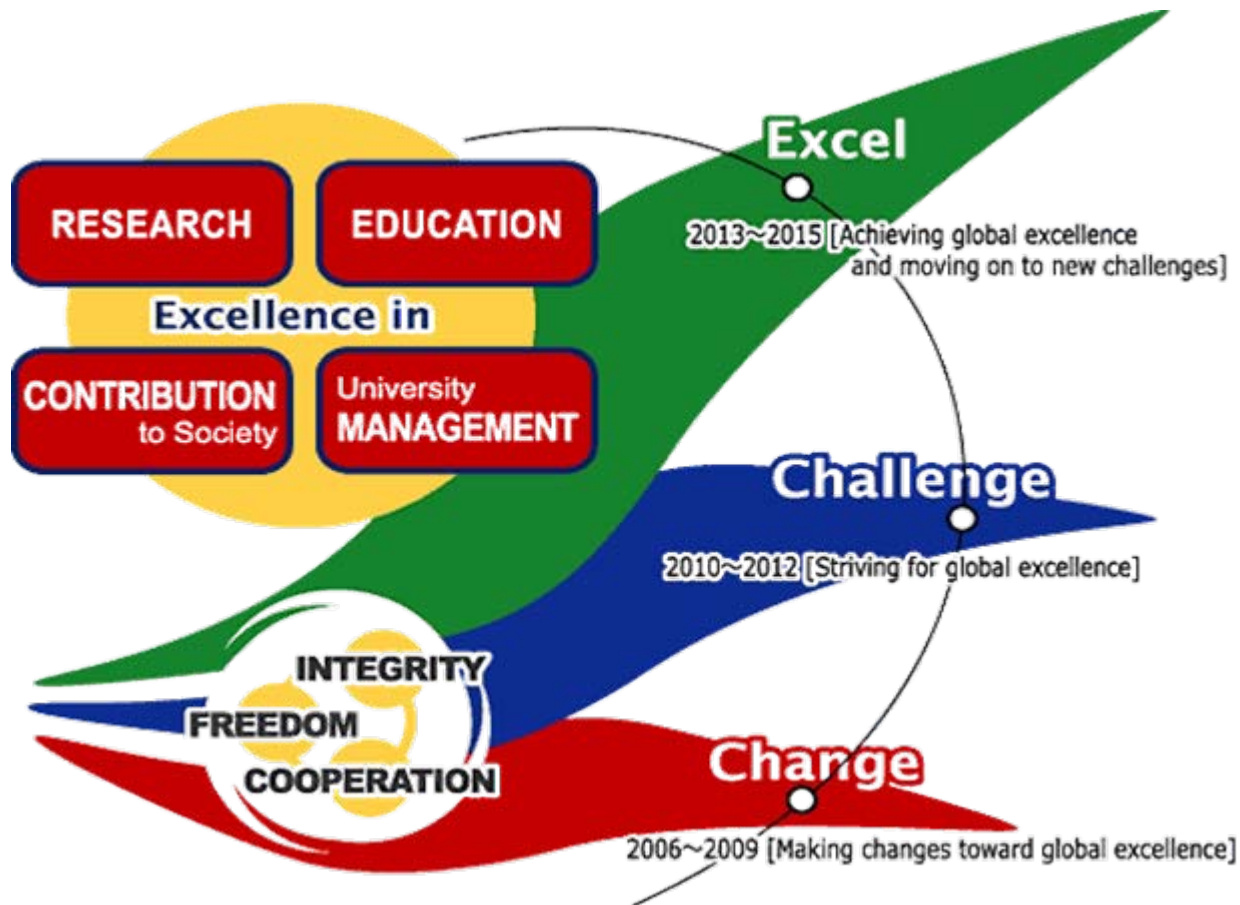 RESEARCH
EDUCATION
Excellence in
CONTRIBUTION
to Society
University
MANAGEMENT
Excel
2013~2015 [Achieving global excellence
and moving on to new challenges]
Challenge
2010~2012 [Striving for global excellence]
INTEGRITY
FREEDOM
COOPERATION
Change
2006~2009 [Making changes toward global excellence]